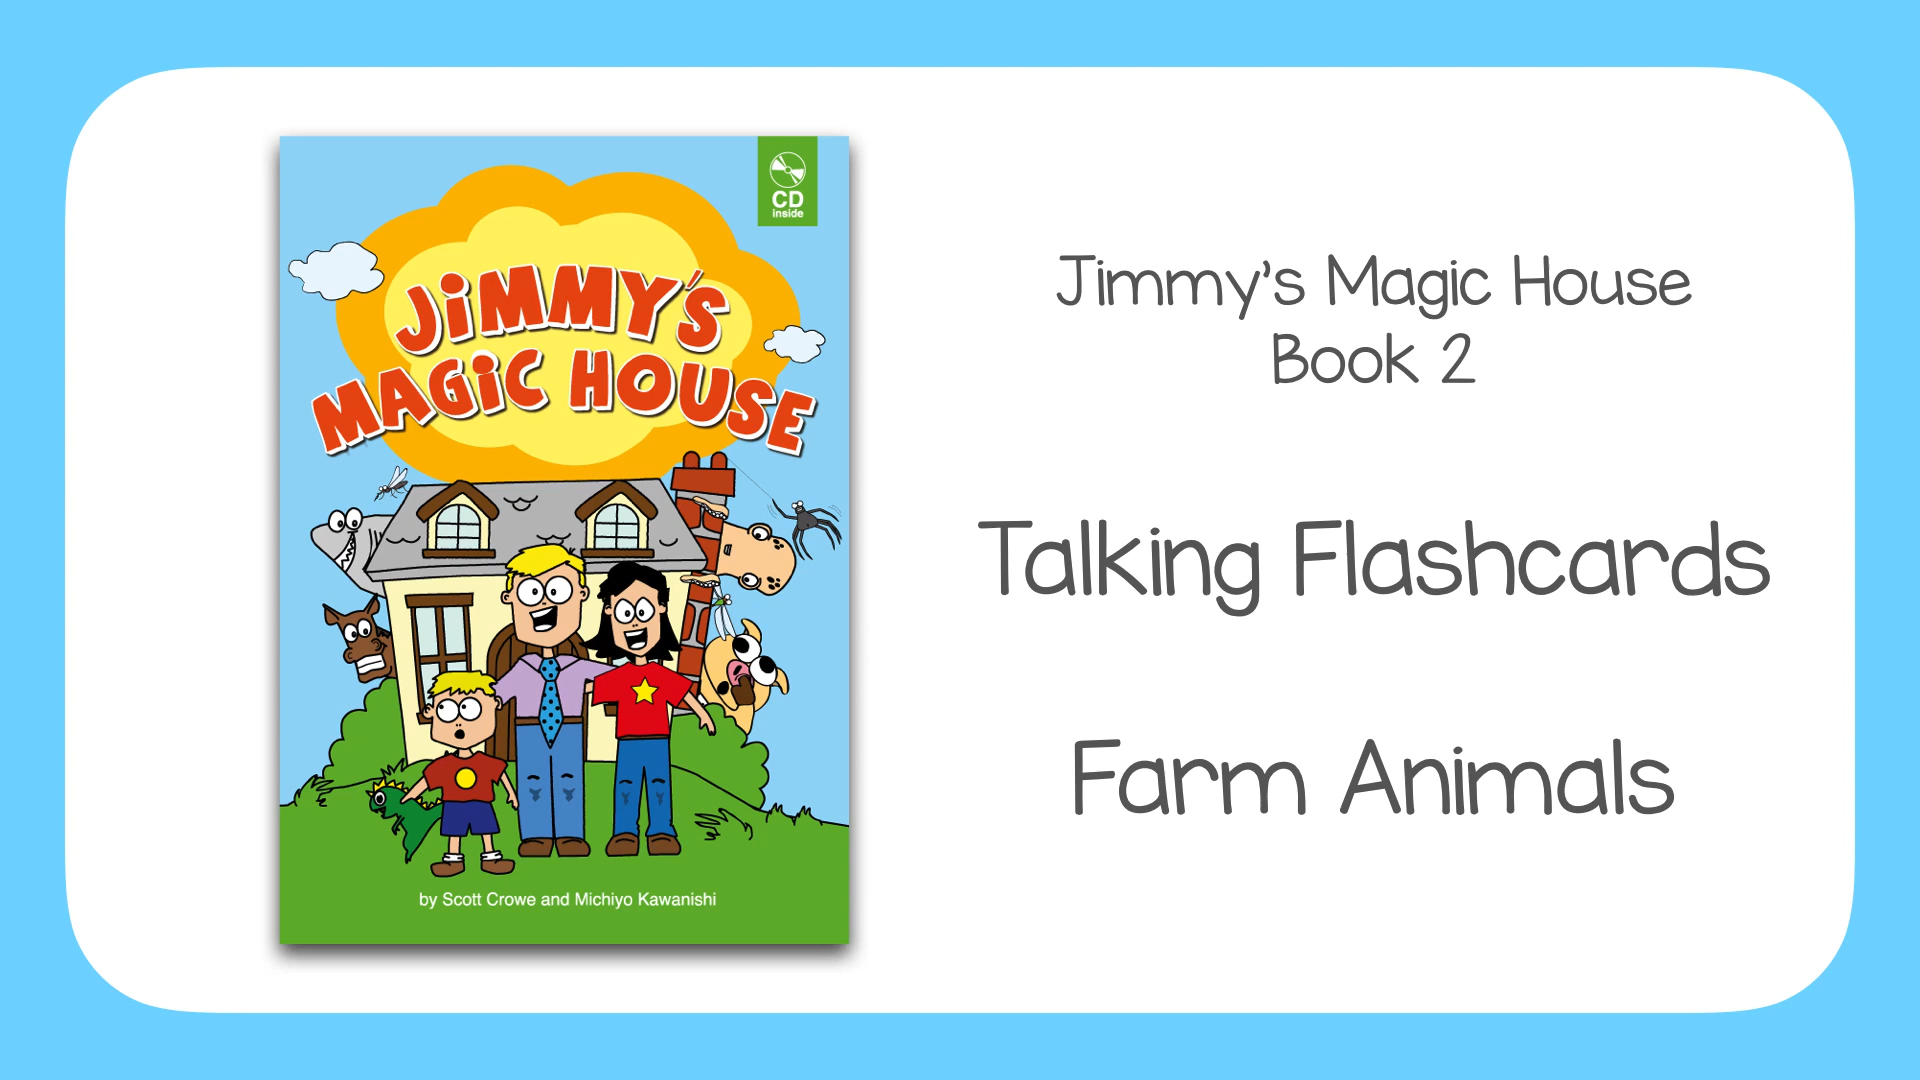 CD
inside
JiMMY'S
MAGiC HOUSE
by Scott Crowe and Michiyo Kawanishi
Jimmy's Magic House
Book 2
Talking Flashcards
Farm Animals